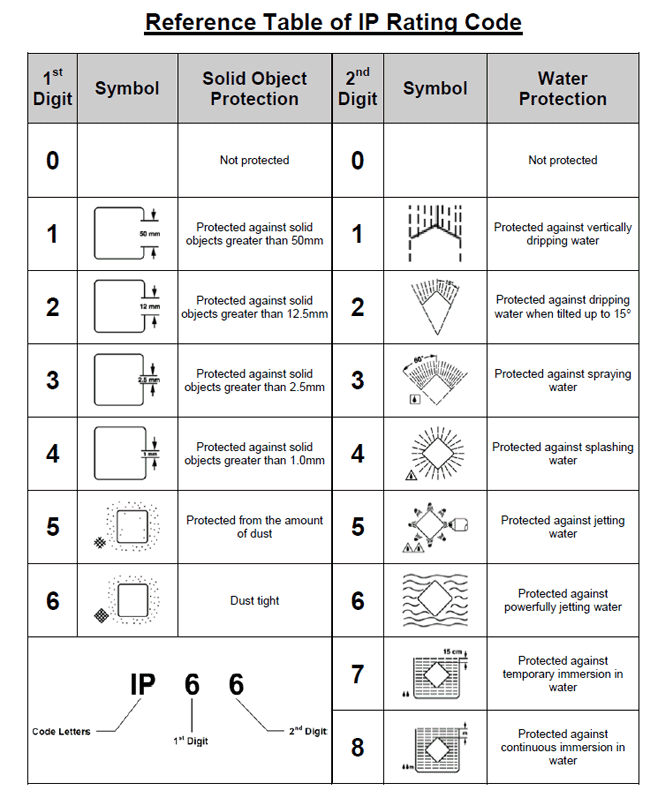 Reference Table of IP Rating Code
1st Digit Symbol Solid Object Protection 2nd Digit Symbol Water Protection
0 Not protected 0 Not protected
1 50 mm Protected against solid objects greater than 50mm 1 Protected against vertically dripping water
2 12 mm Protected against solid objects greater than 12.5mm 2 15° Protected against dripping water when tilted up to 15°
3 2.5 mm Protected against solid objects greater than 2.5mm 3 60° Protected against spraying water
4 1 mm Protected against solid objects greater than 1.0mm 4 Protected against splashing water
5 Protected from the amount of dust 5 Protected against jetting water
6 Dust tight 6 Protected against powerfully jetting water
7 15 cm Protected against temporary immersion in water
8 m Protected against continuous immersion in water
IP 6 6
Code Letters 1st Digit 2nd Digit